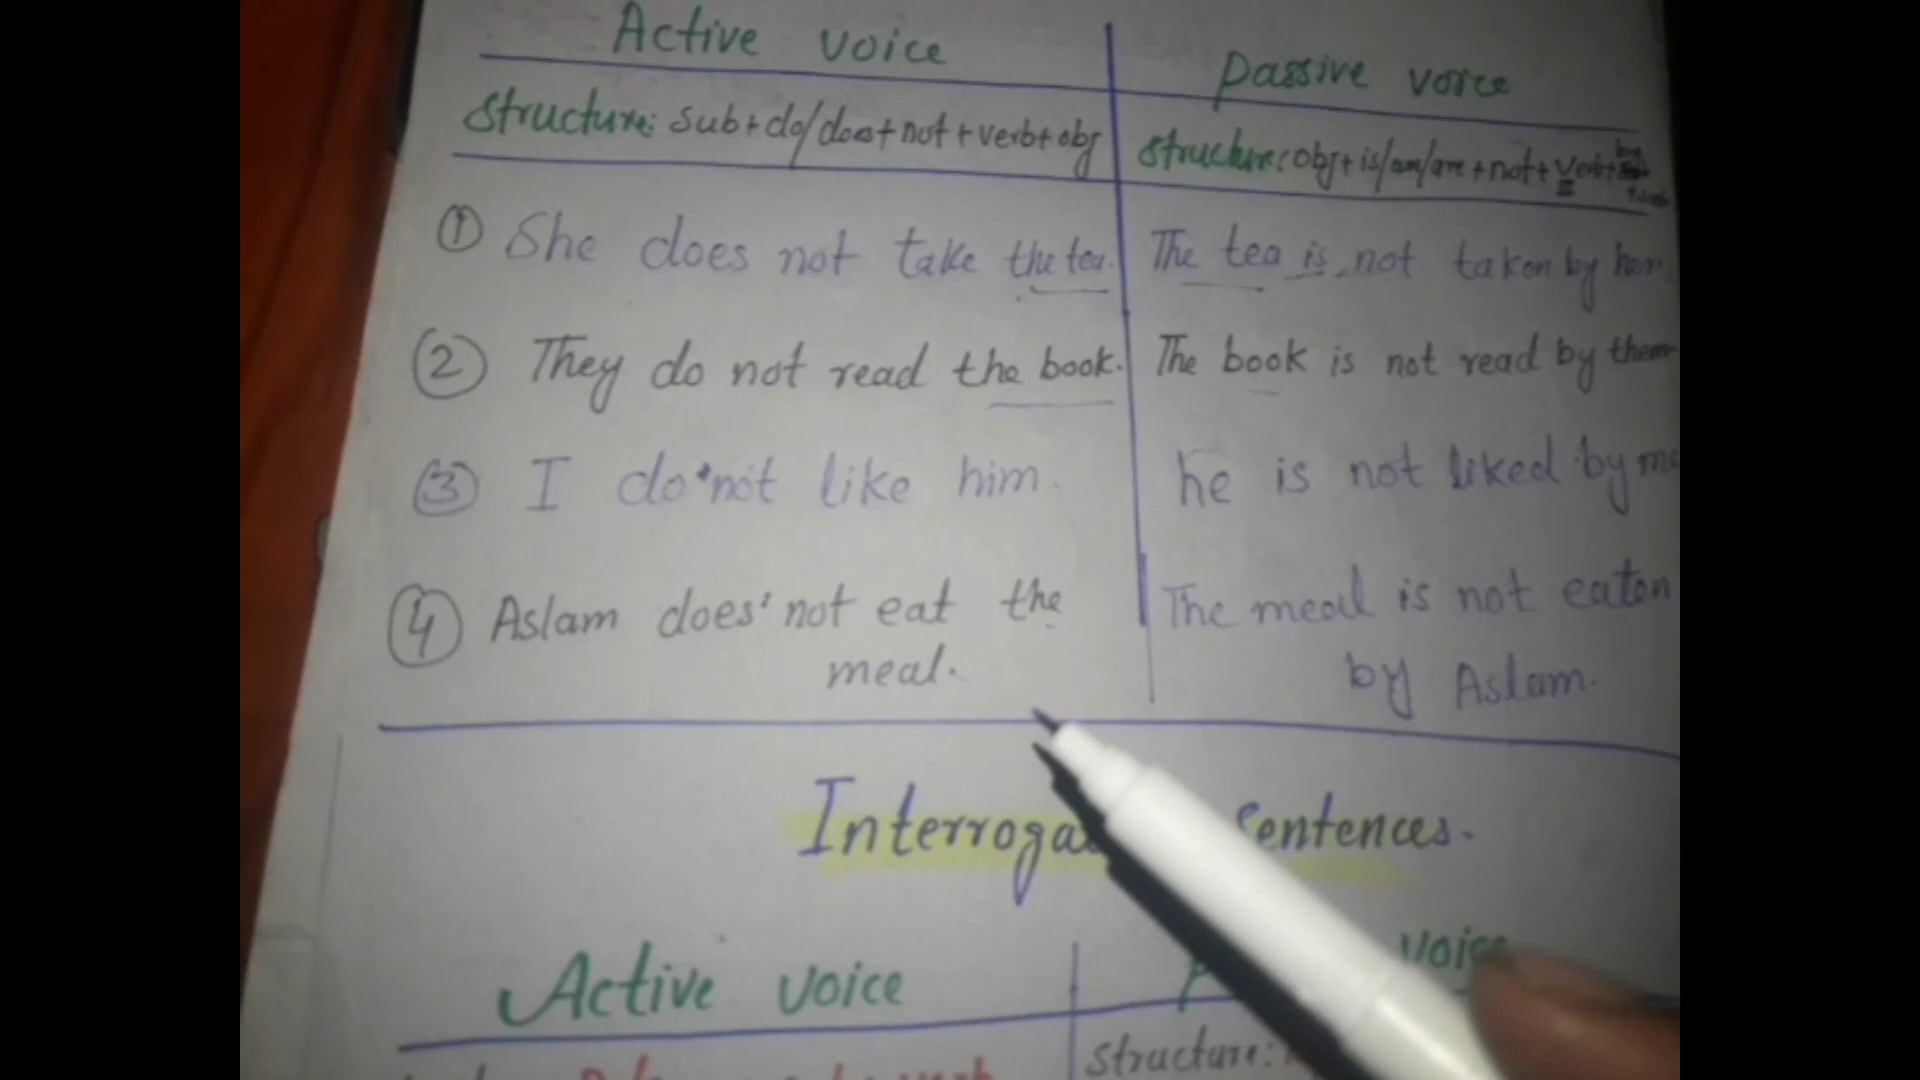 Active voice
Passive voice
Structure: Sub+do/does+not+verb+obj
Structure: obj+is/am/are+not+verb+by
III
+sub
① She does not take the tea.
The tea is not taken by her.
② They do not read the book.
The book is not read by them
③ I do not like him.
he is not liked by me
④ Aslam does not eat the
meal.
The meal is not eaten
by Aslam.
Interroga
Sentences.
Active voice
voice
structure: